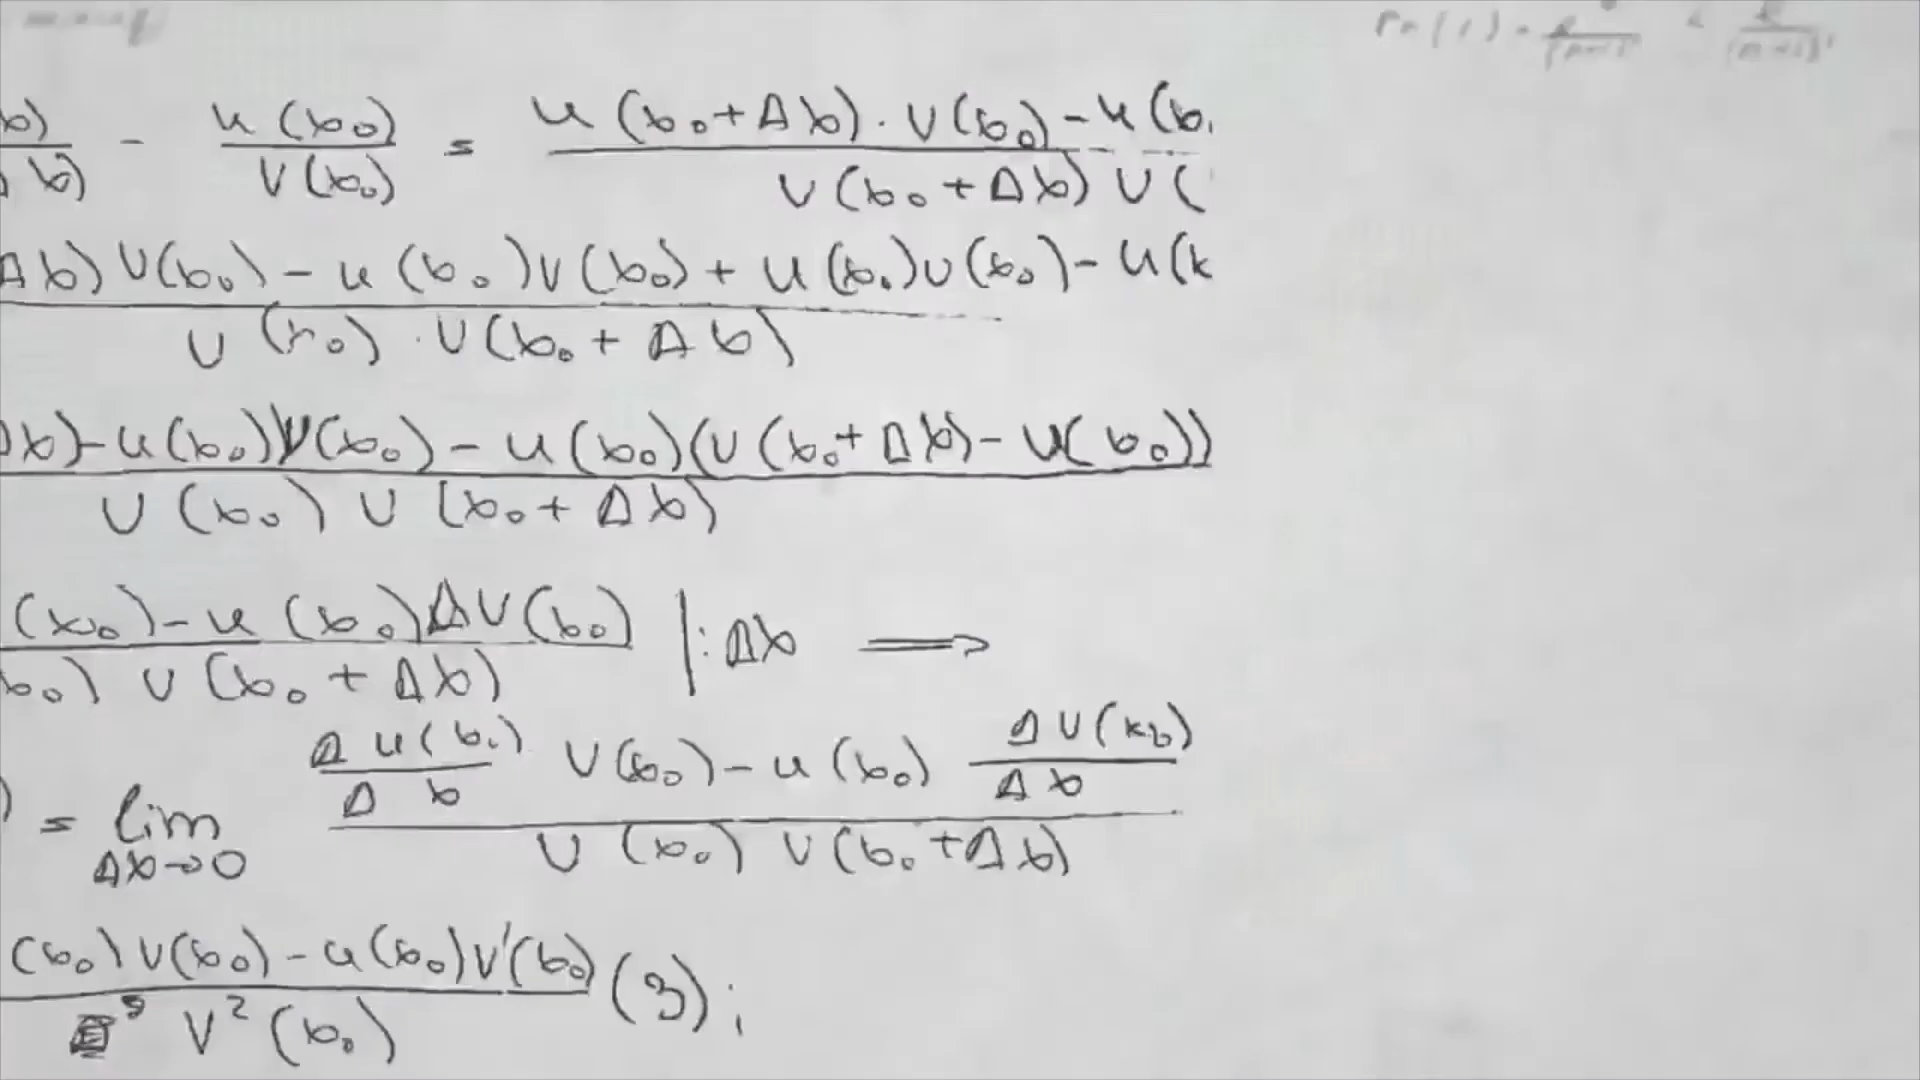 x) / Δx) - u(x₀) / v(x₀) = u(x₀+Δx)·v(x₀)-u(x. / v(x₀+Δx) v(
Δx)v(x₀) - u(x₀)v(x₀) + u(x₀)v(x₀) - u(x / v(x₀)·v(x₀+Δx)
Δx)-u(x₀))v(x₀) - u(x₀)(v(x₀+Δx)-v(x₀)) / v(x₀) v(x₀+Δx)
(x₀)-u(x₀)Δv(x₀) / x₀) v(x₀+Δx) |:Δx ⟹
) = lim Δx→0 Δu(x₀)/Δx v(x₀)-u(x₀) Δv(x₀)/Δx / v(x₀) v(x₀+Δx)
(x₀)v(x₀)-u(x₀)v'(x₀) / v²(x₀) (3);